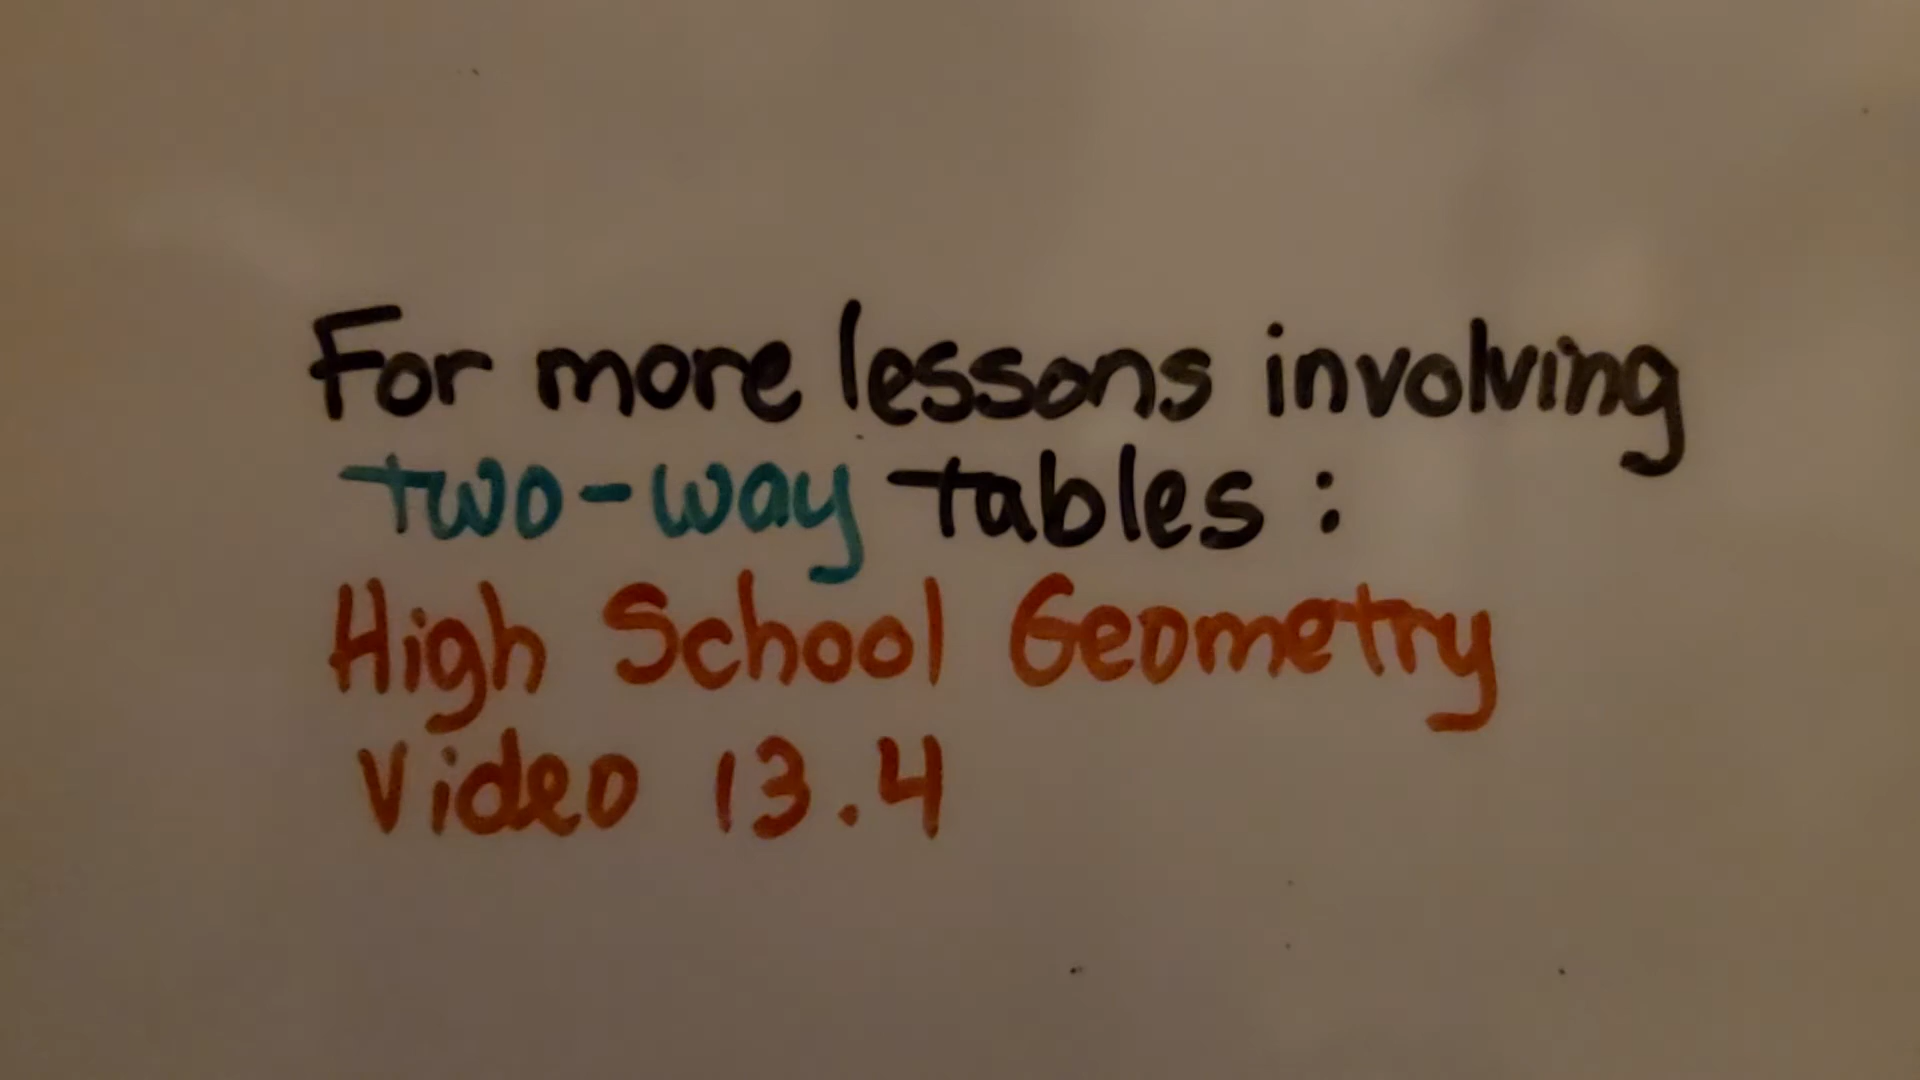 For more lessons involving
two-way tables :
High School Geometry
Video 13.4